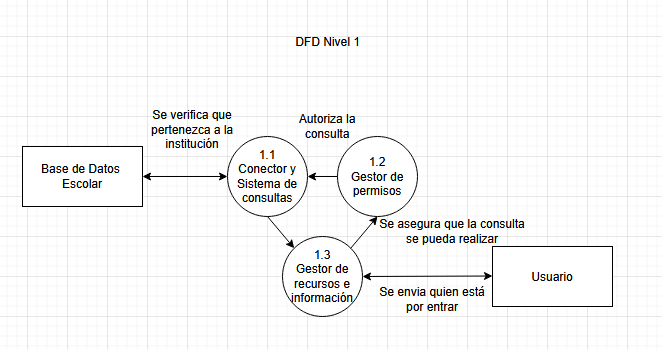 DFD Nivel 1
Se verifica que
pertenezca a la
institución
Autoriza la
consulta
Base de Datos
Escolar
1.1
Conector y
Sistema de
consultas
1.2
Gestor de
permisos
Se asegura que la consulta
se pueda realizar
1.3
Gestor de
recursos e
información
Usuario
Se envia quien está
por entrar